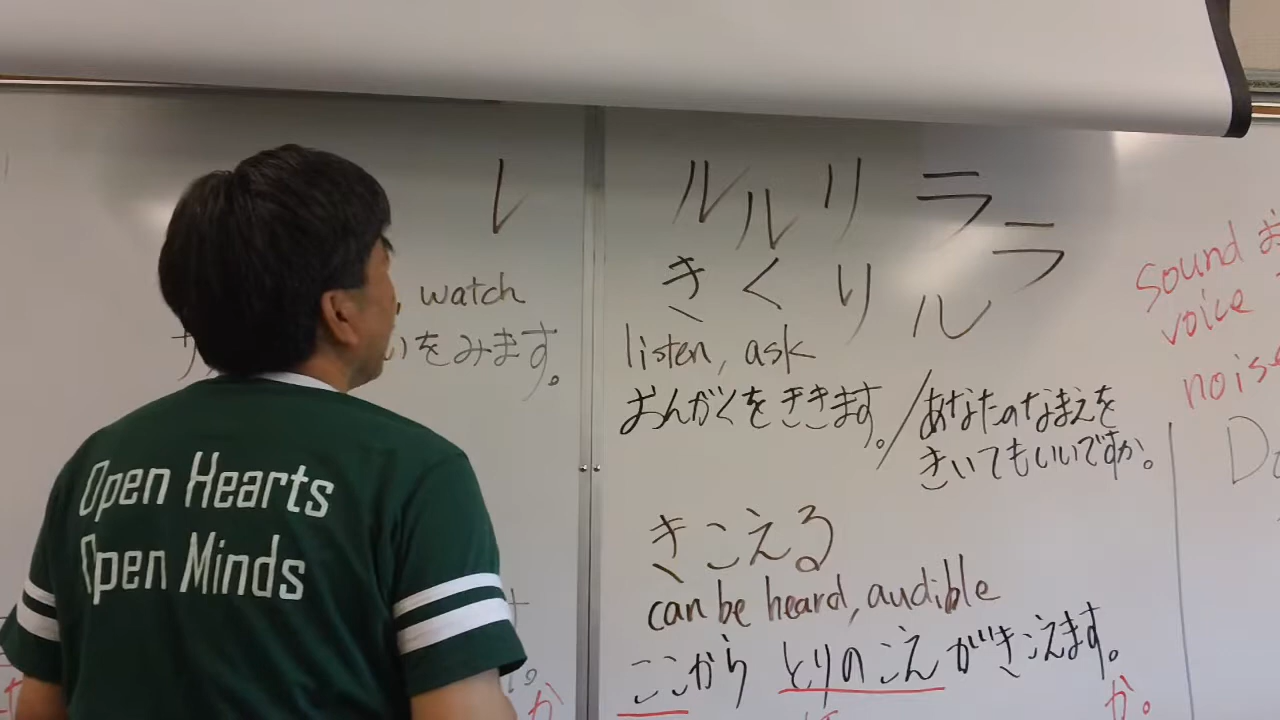 レ
ルルリラ
ラ
きくりル
watch
をみます。
listen, ask
おんがくをききます。/あなたのなまえを
きいてもいいですか。
きこえる
can be heard, audible
ここから とりのこえがきこえます。
か。
か
sound
voice
Open Hearts
Open Minds